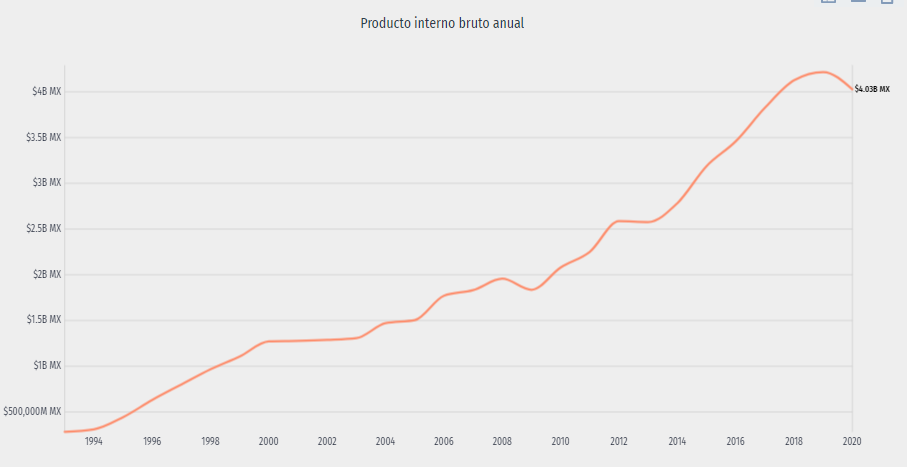 Producto interno bruto anual
$4B MX
$4.03B MX
$3.5B MX
$3B MX
$2.5B MX
$2B MX
$1.5B MX
$1B MX
$500,000M MX
1994 1996 1998 2000 2002 2004 2006 2008 2010 2012 2014 2016 2018 2020